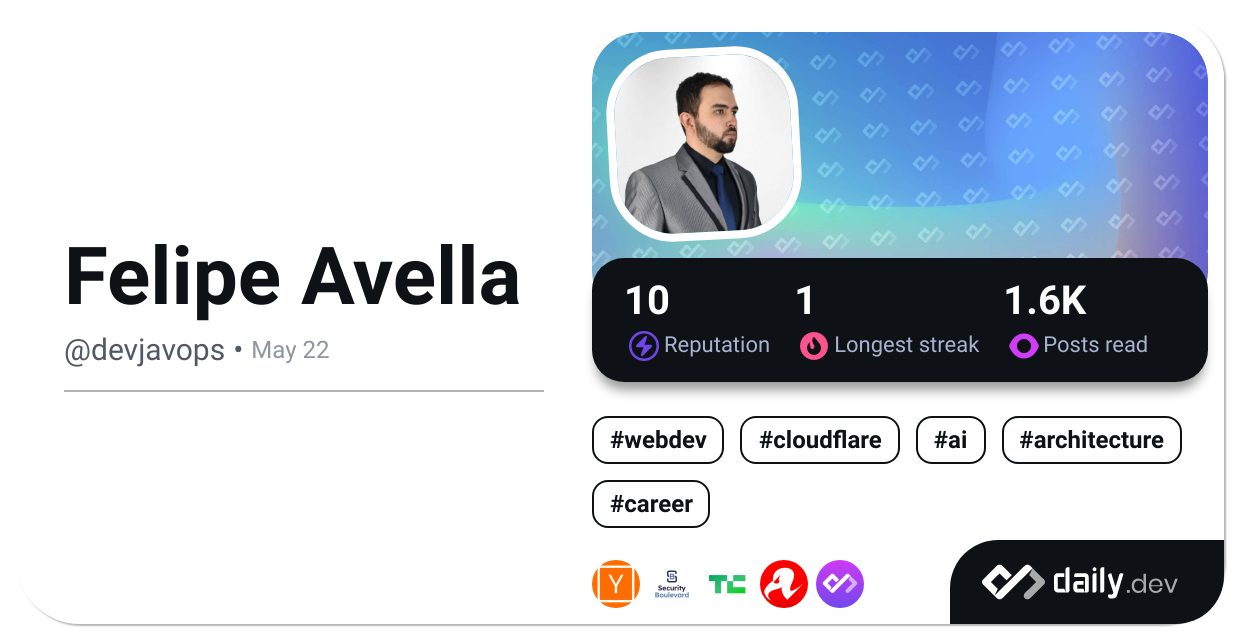 Felipe Avella
@devjavops • May 22
10 1 1.6K
Reputation Longest streak Posts read
#webdev #cloudflare #ai #architecture
#career
Y
Security
Boulevard
TC
daily.dev